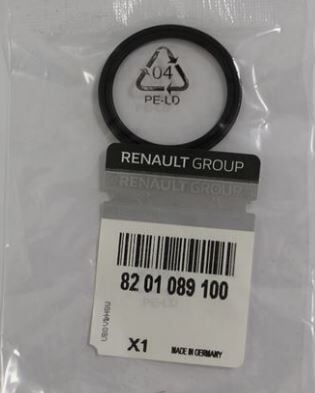 04
PE-LD
RENAULT GROUP
RENAULT GROUP
82 01 089 100
PE-LD
X1
MADE IN GERMANY